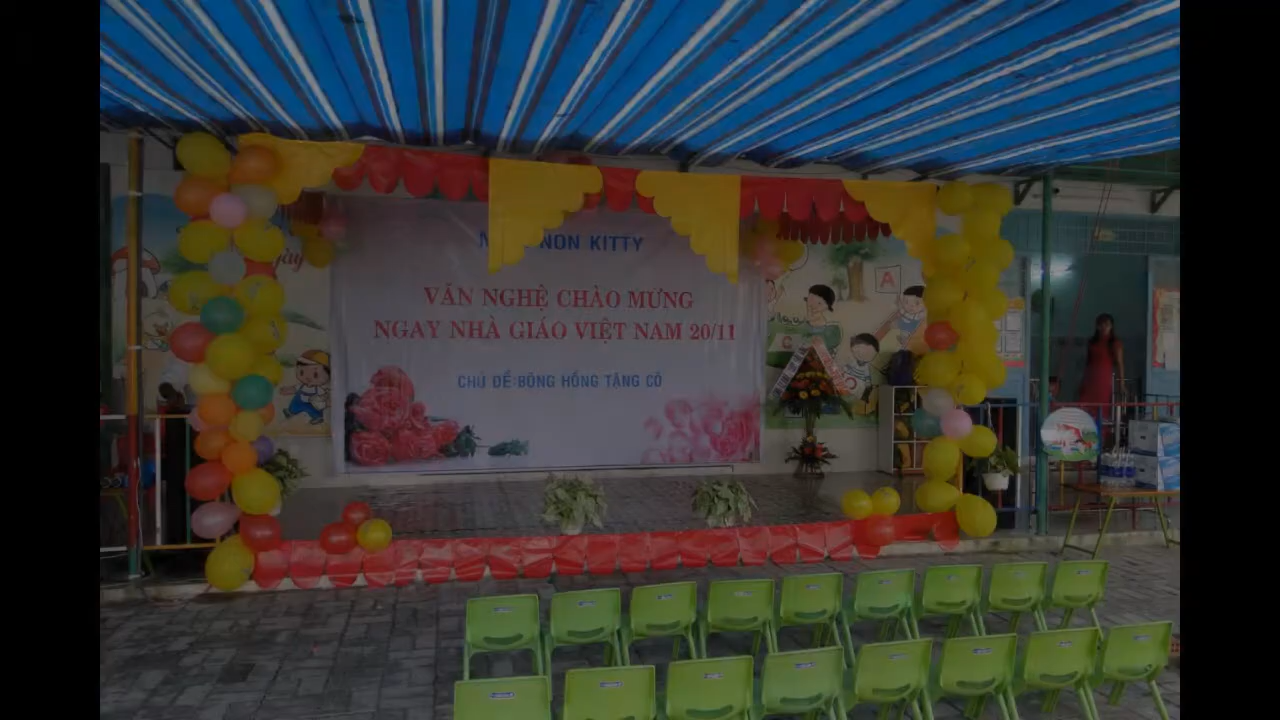 NON KITTY
VĂN NGHỆ CHÀO MỪNG
NGAY NHÀ GIÁO VIỆT NAM 20/11
CHỦ ĐỀ:BÔNG HỒNG TẶNG CÔ
A